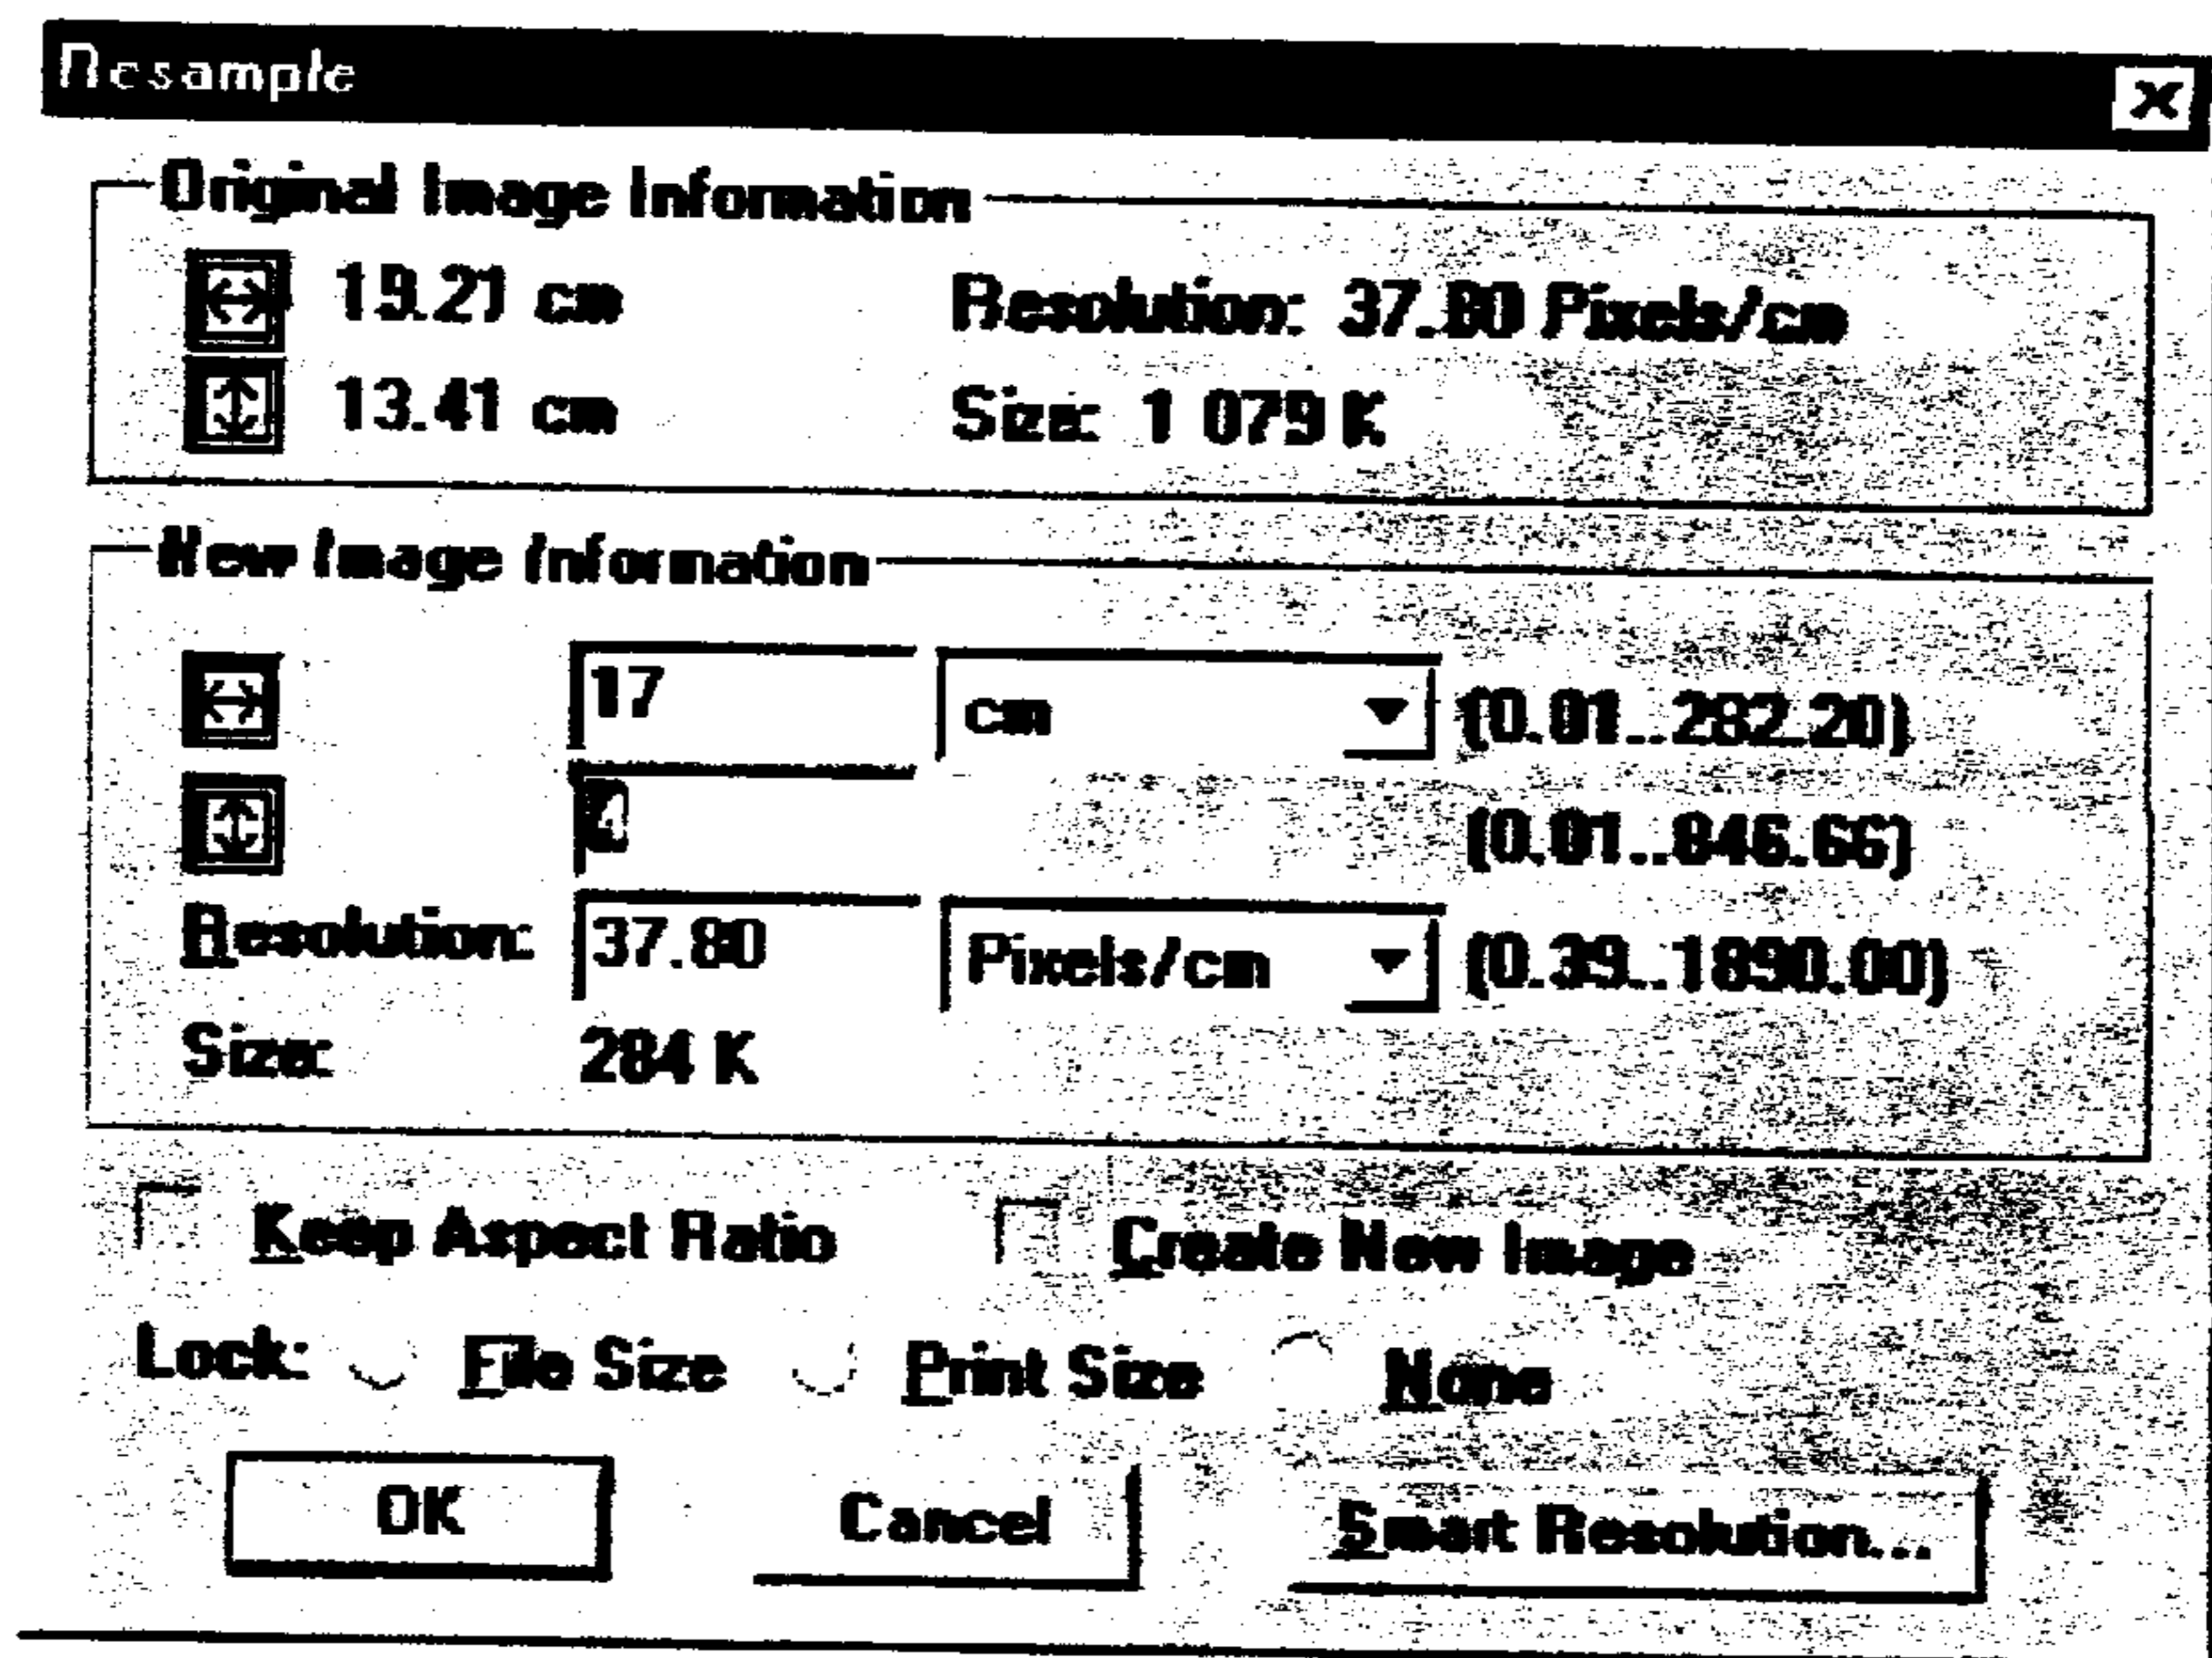 Resample
Original Image Information
19.21 cm Resolution: 37.80 Pixels/cm
13.41 cm Size: 1 079 K
New Image Information
17 cm (0.01..282.20)
4 (0.01..846.66)
Resolution: 37.80 Pixels/cm (0.39..1890.00)
Size: 284 K
Keep Aspect Ratio Create New Image
Lock: File Size Print Size None
OK Cancel Smart Resolution...